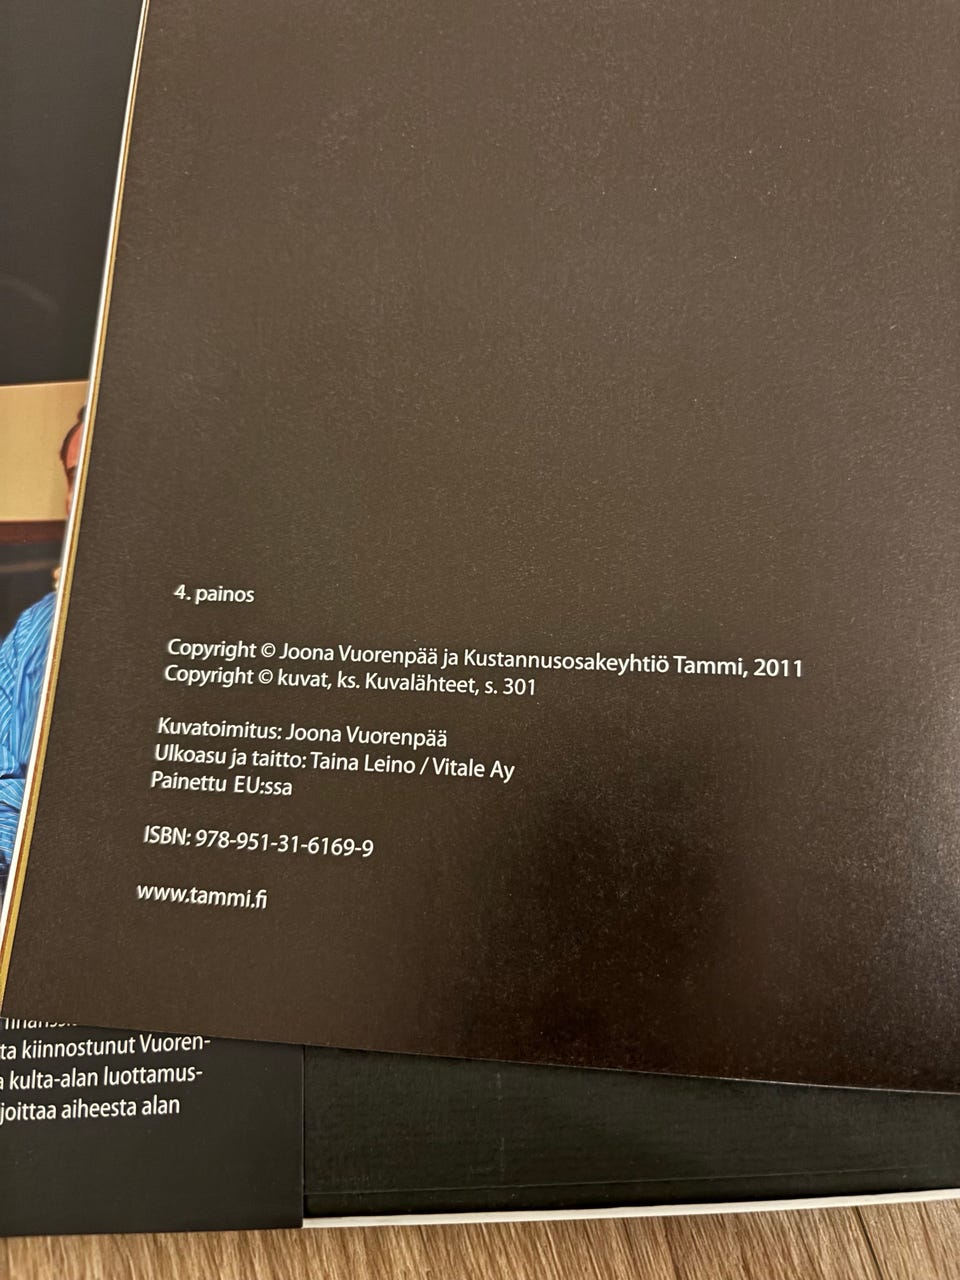 4. painos
Copyright © Joona Vuorenpää ja Kustannusosakeyhtiö Tammi, 2011
Copyright © kuvat, ks. Kuvalähteet, s. 301
Kuvatoimitus: Joona Vuorenpää
Ulkoasu ja taitto: Taina Leino / Vitale Ay
Painettu EU:ssa
ISBN: 978-951-31-6169-9
www.tammi.fi
ta kiinnostunut Vuoren-
a kulta-alan luottamus-
joittaa aiheesta alan